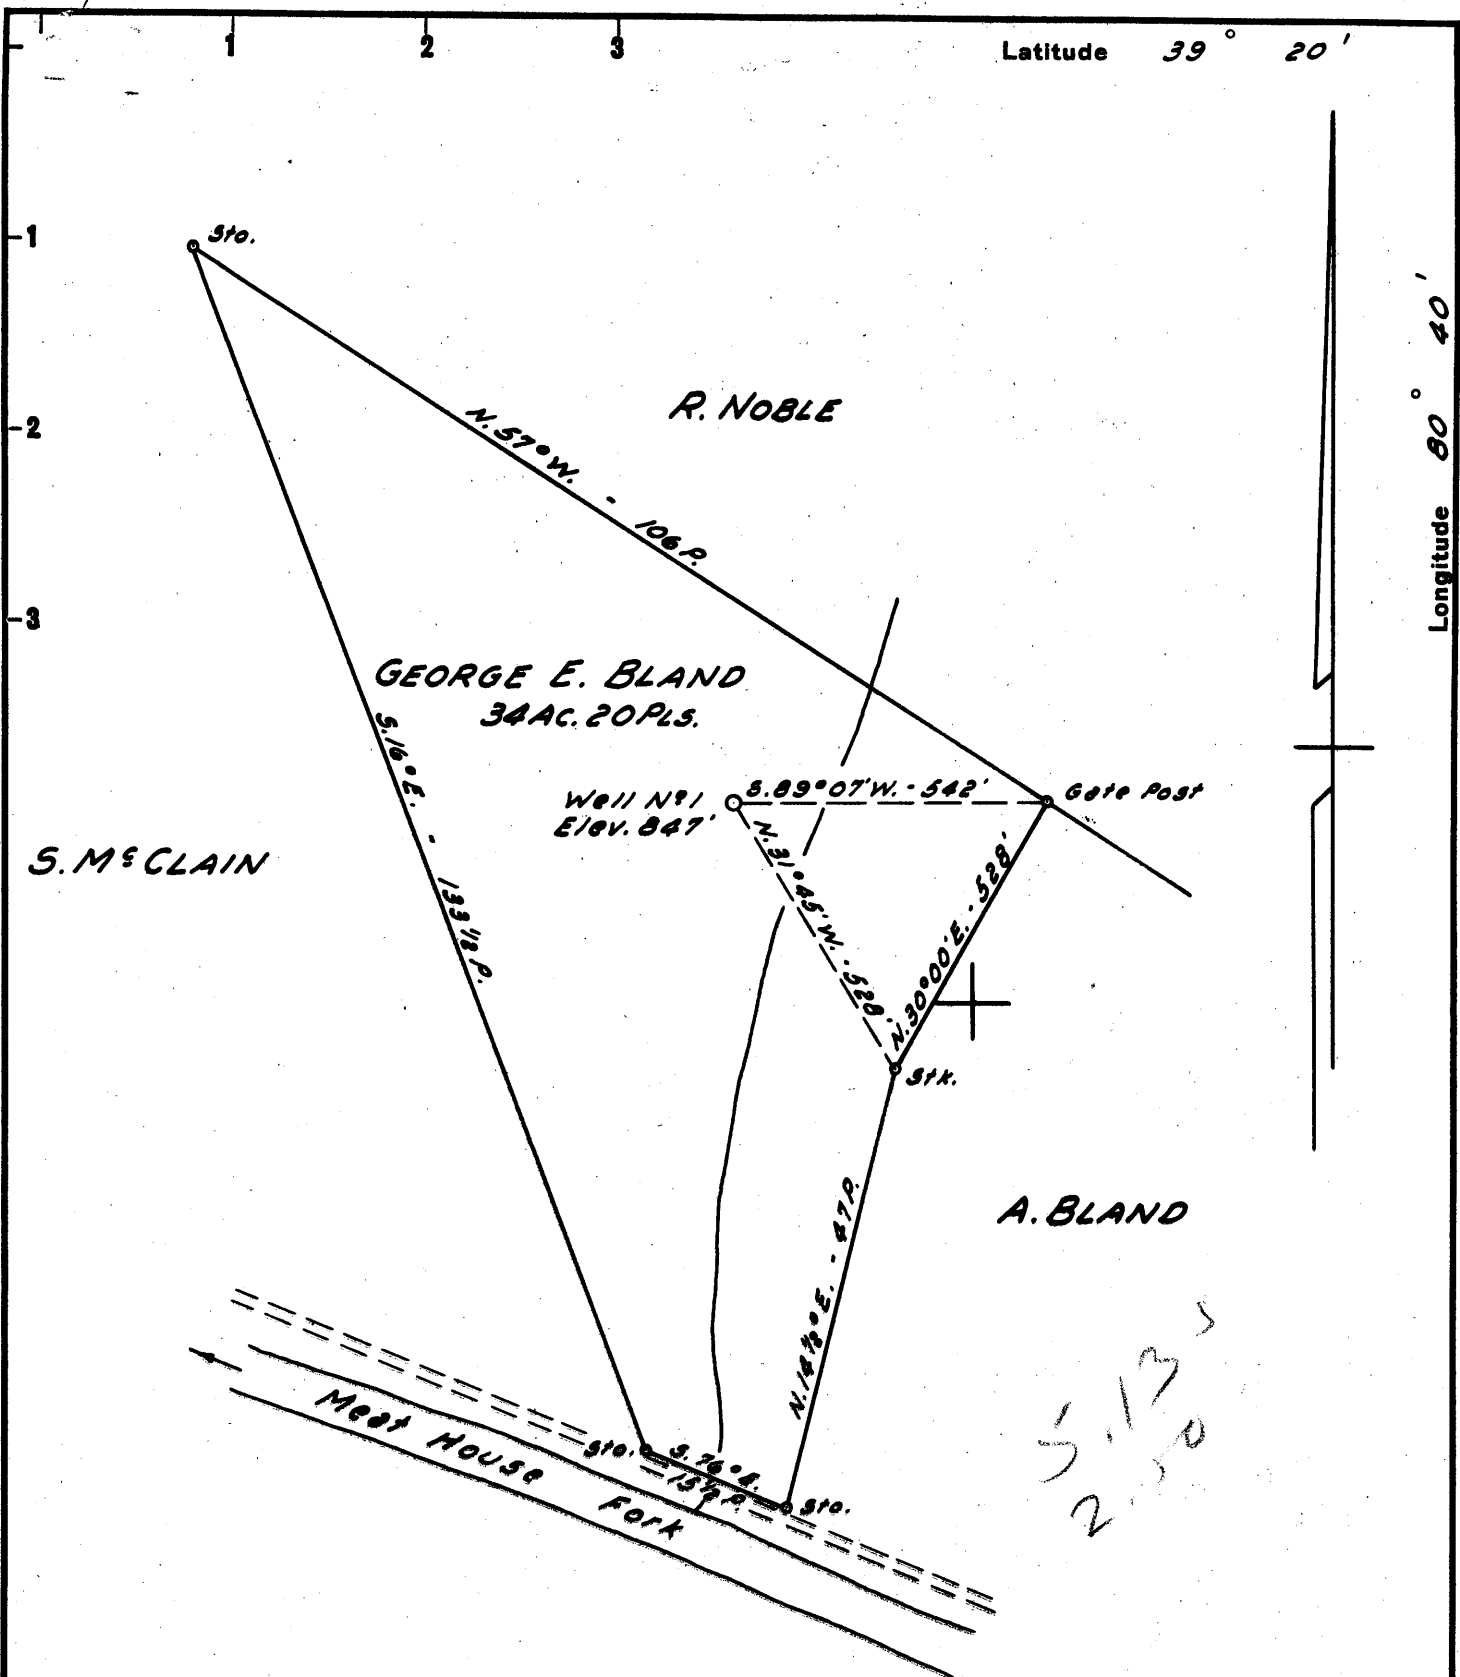 1 2 3
Latitude 39° 20'
Longitude 80° 40'
1
2
3
Sto.
R. NOBLE
N. 57° W. - 106 P.
GEORGE E. BLAND
34 AC. 20 PLS.
S. 16° E. - 133 1/2 P.
S. 89° 07' W. - 542'
Gate Post
Well Nº 1
Elev. 847'
S. McCLAIN
N. 31° 45' W. - 528'
N. 30° 00' E. - 528'
Stk.
A. BLAND
N. 14 1/2° E. - 47 P.
Meat House Fork
Sto.
S. 76° E.
15 1/2 P.
Sto.